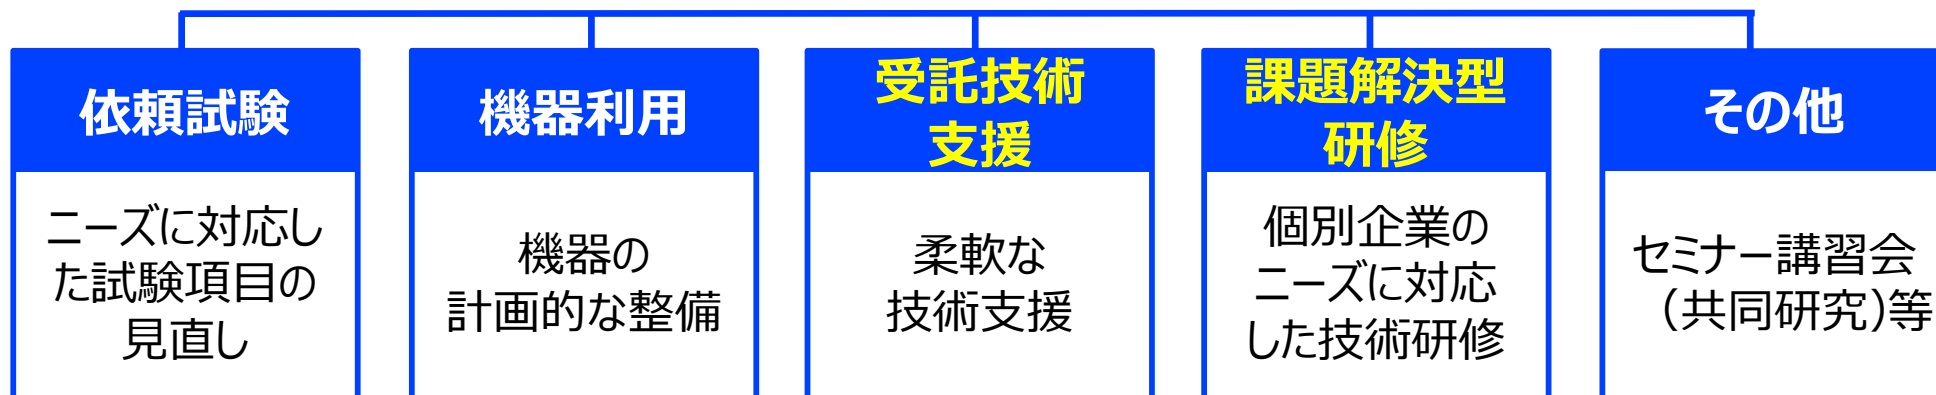 依頼試験
ニーズに対応し
た試験項目の
見直し
機器利用
機器の
計画的な整備
受託技術
支援
柔軟な
技術支援
課題解決型
研修
個別企業の
ニーズに対応
した技術研修
その他
セミナー講習会
（共同研究）等